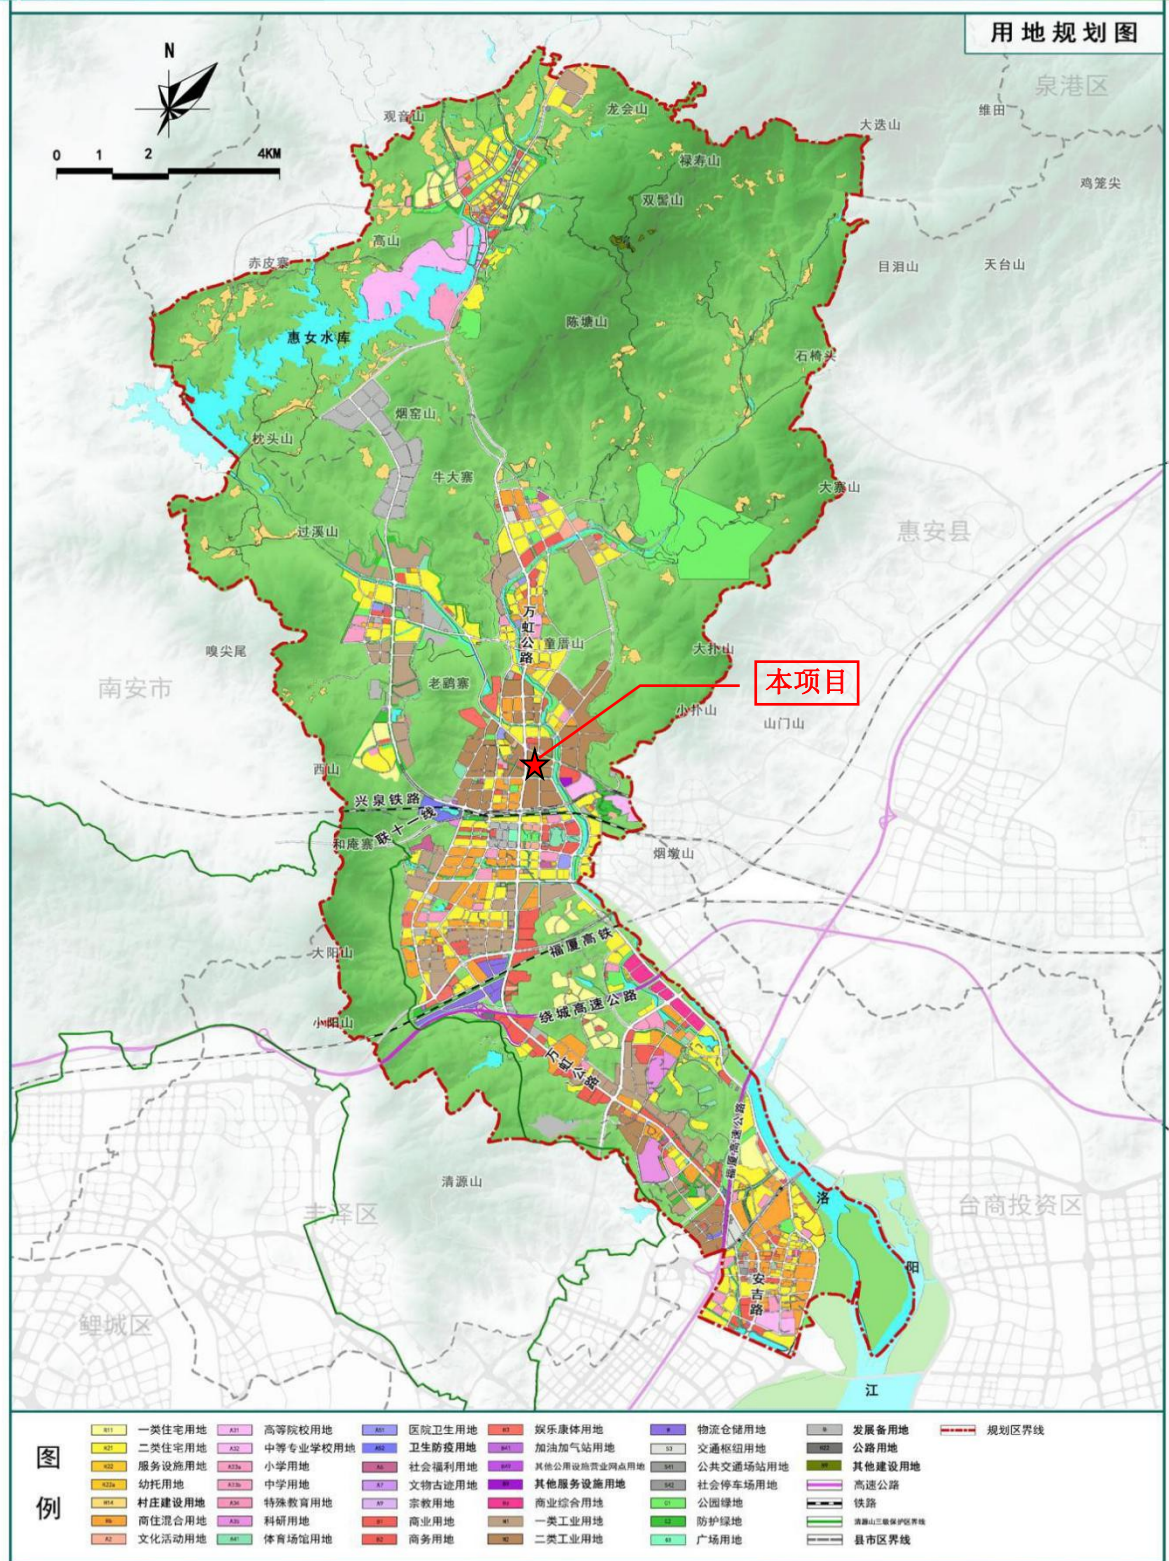 用地规划图
N
0 1 2 4KM
泉港区
维田
大迭山
鸡笼尖
观音山
龙会山
禄寿山
双髻山
高山
赤皮寨
目泪山
天台山
惠女水库
陈塘山
石椅头
烟窑山
枕头山
牛大寨
大寨山
过溪山
惠安县
万虹公路
童厝山
嗅尖尾
大扑山
南安市
老鹞寨
本项目
小扑山
山门山
西山
兴泉铁路
联十一线
和庵寨
烟墩山
大阳山
福厦高铁
绕城高速公路
小阳山
万虹公路
福厦高速公路
清源山
丰泽区
洛
台商投资区
阳
安吉路
鲤城区
江
图例
一类住宅用地
二类住宅用地
服务设施用地
幼托用地
村庄建设用地
商住混合用地
文化活动用地
高等院校用地
中等专业学校用地
小学用地
中学用地
特殊教育用地
科研用地
体育场馆用地
医院卫生用地
卫生防疫用地
社会福利用地
文物古迹用地
宗教用地
商业用地
商务用地
娱乐康体用地
加油加气站用地
其他公用设施营业网点用地
其他服务设施用地
商业综合用地
一类工业用地
二类工业用地
物流仓储用地
交通枢纽用地
公共交通场站用地
社会停车场用地
公园绿地
防护绿地
广场用地
发展备用地
公路用地
其他建设用地
高速公路
铁路
清源山三级保护区界线
县市区界线
规划区界线